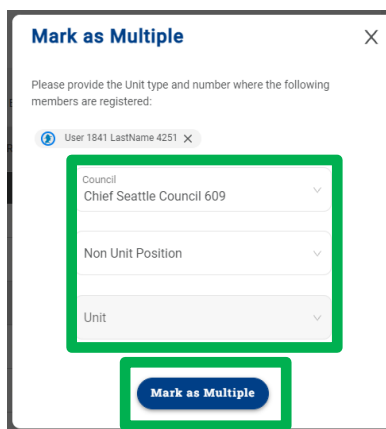 Mark as Multiple
Please provide the Unit type and number where the following
members are registered:
User 1841 LastName 4251
Council
Chief Seattle Council 609
Non Unit Position
Unit
Mark as Multiple